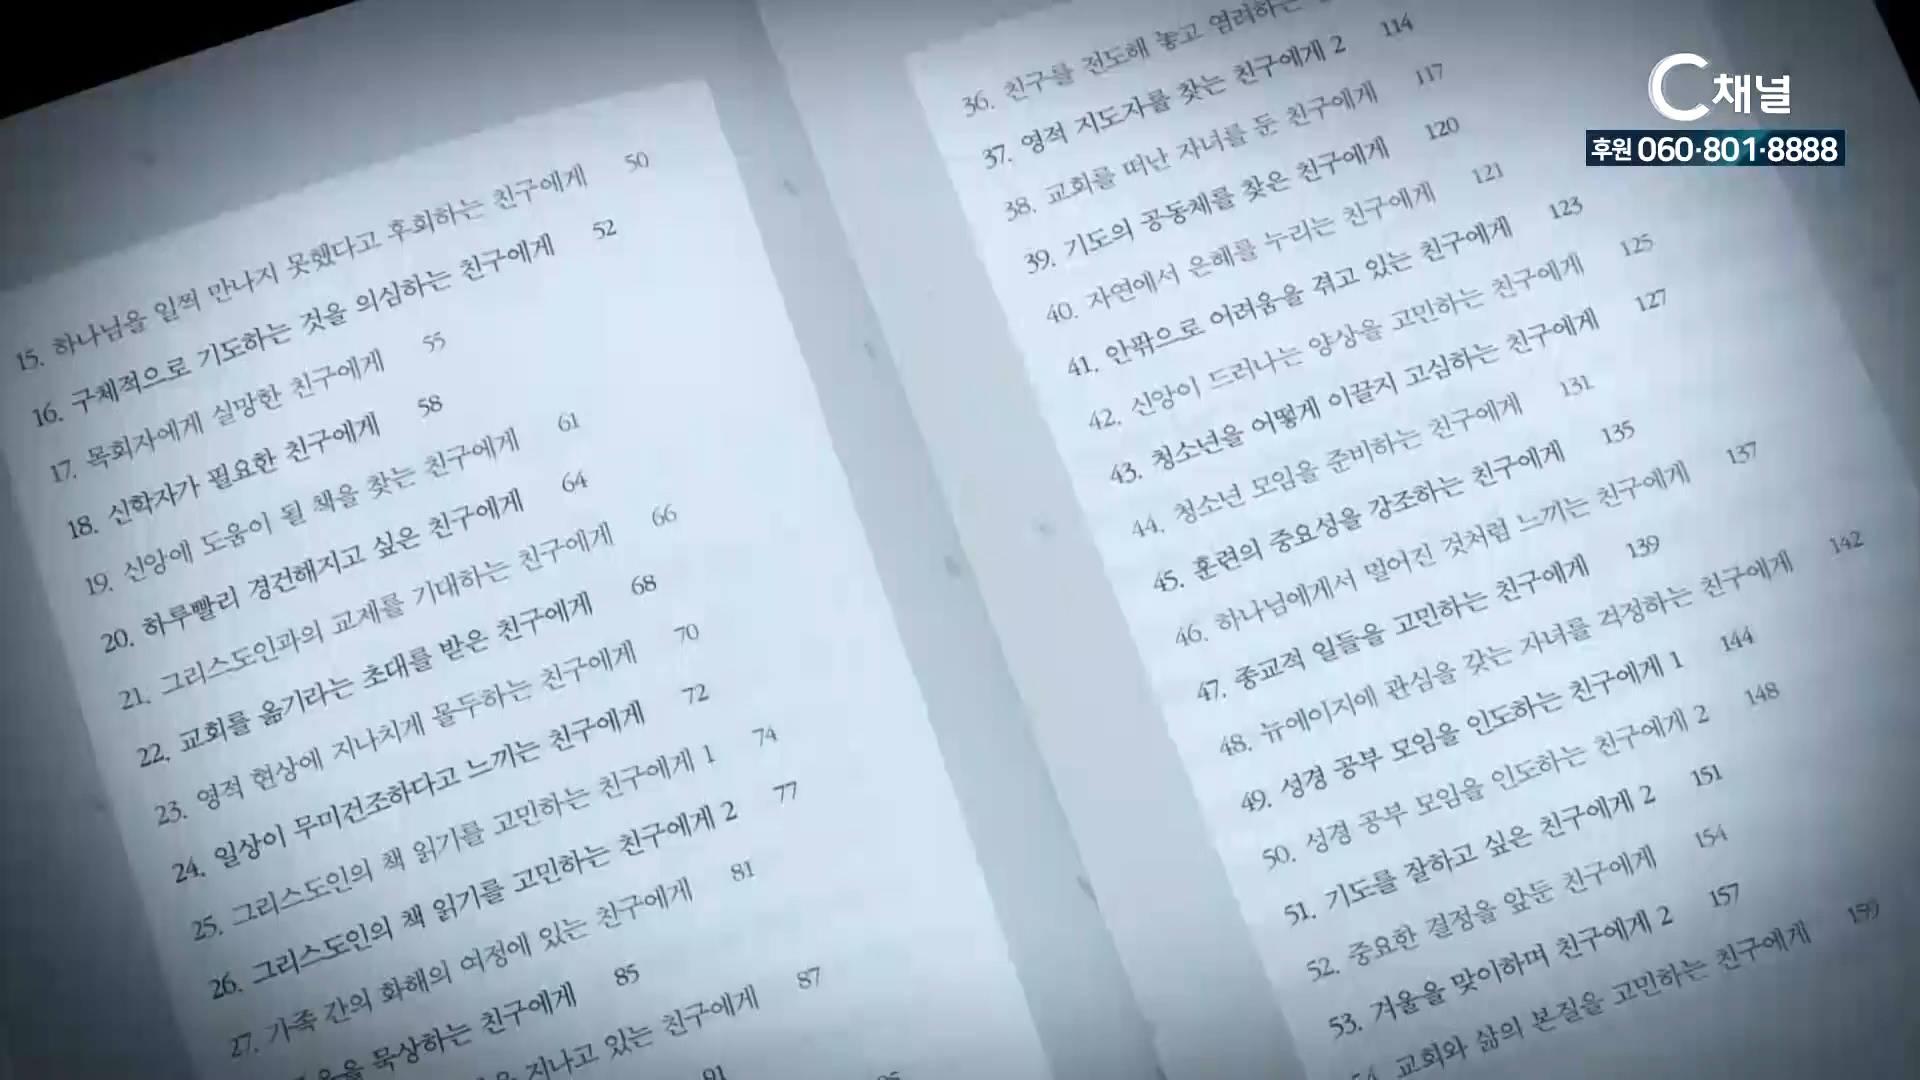 15. 하나님을 일찍 만나지 못했다고 후회하는 친구에게 50
16. 구체적으로 기도하는 것을 의심하는 친구에게 52
17. 목회자에게 실망한 친구에게 55
18. 신학자가 필요한 친구에게 58
19. 신앙에 도움이 될 책을 찾는 친구에게 61
20. 하루빨리 경건해지고 싶은 친구에게 64
21. 그리스도인과의 교제를 기대하는 친구에게 66
22. 교회를 옮기라는 초대를 받은 친구에게 68
23. 영적 현상에 지나치게 몰두하는 친구에게 70
24. 일상이 무미건조하다고 느끼는 친구에게 72
25. 그리스도인의 책 읽기를 고민하는 친구에게 1 74
26. 그리스도인의 책 읽기를 고민하는 친구에게 2 77
27. 가족 간의 화해의 여정에 있는 친구에게 81
묵상하는 친구에게 85
지나고 있는 친구에게 87
91
36. 친구를 전도해 놓고 염려하는
37. 영적 지도자를 찾는 친구에게 2 114
38. 교회를 떠난 자녀를 둔 친구에게 117
39. 기도의 공동체를 찾은 친구에게 120
40. 자연에서 은혜를 누리는 친구에게 121
41. 안팎으로 어려움을 겪고 있는 친구에게 123
42. 신앙이 드러나는 양상을 고민하는 친구에게 125
43. 청소년을 어떻게 이끌지 고심하는 친구에게 127
44. 청소년 모임을 준비하는 친구에게 131
45. 훈련의 중요성을 강조하는 친구에게 135
46. 하나님에게서 멀어진 것처럼 느끼는 친구에게 137
47. 종교적 일들을 고민하는 친구에게 139
48. 뉴에이지에 관심을 갖는 자녀를 걱정하는 친구에게 142
49. 성경 공부 모임을 인도하는 친구에게 1 144
50. 성경 공부 모임을 인도하는 친구에게 2 148
51. 기도를 잘하고 싶은 친구에게 2 151
52. 중요한 결정을 앞둔 친구에게 154
53. 겨울을 맞이하며 친구에게 2 157
교회와 삶의 본질을 고민하는 친구에게 159
C채널
후원 060·801·8888